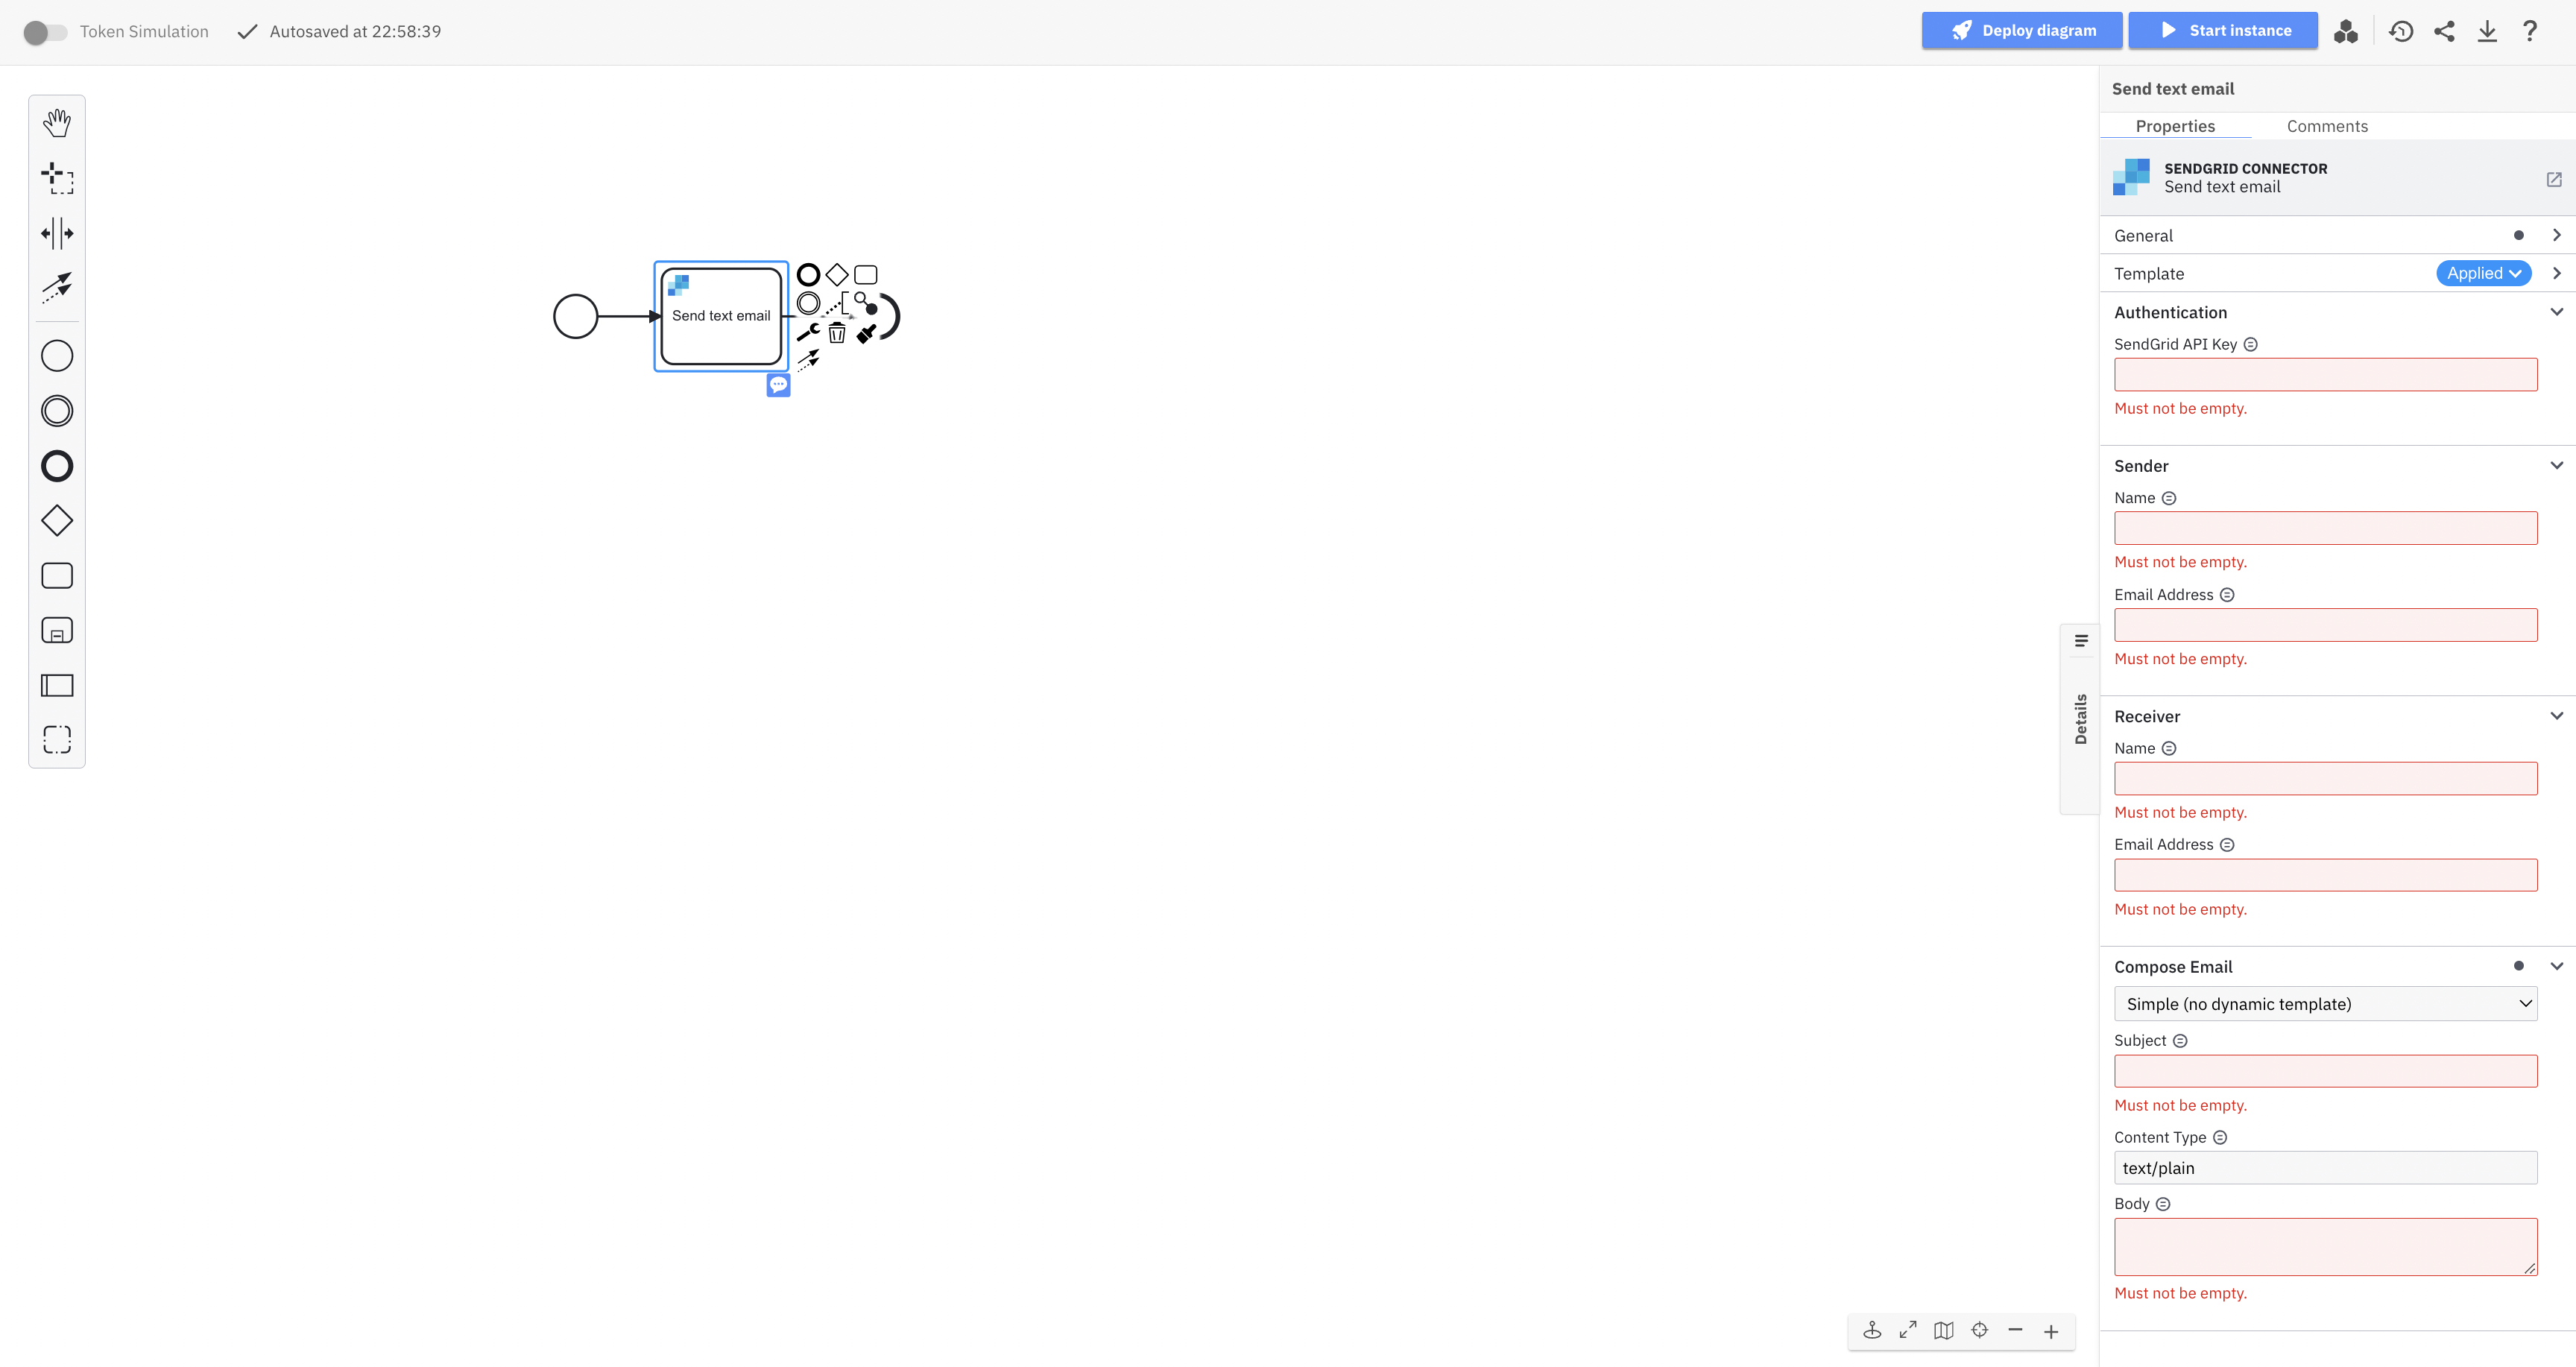 Token Simulation
Autosaved at 22:58:39
Deploy diagram
Start instance
?
Send text email
Send text email
Properties
Comments
SENDGRID CONNECTOR
Send text email
General
Template
Applied
Authentication
SendGrid API Key
Must not be empty.
Sender
Name
Must not be empty.
Email Address
Must not be empty.
Details
Receiver
Name
Must not be empty.
Email Address
Must not be empty.
Compose Email
Simple (no dynamic template)
Subject
Must not be empty.
Content Type
text/plain
Body
Must not be empty.